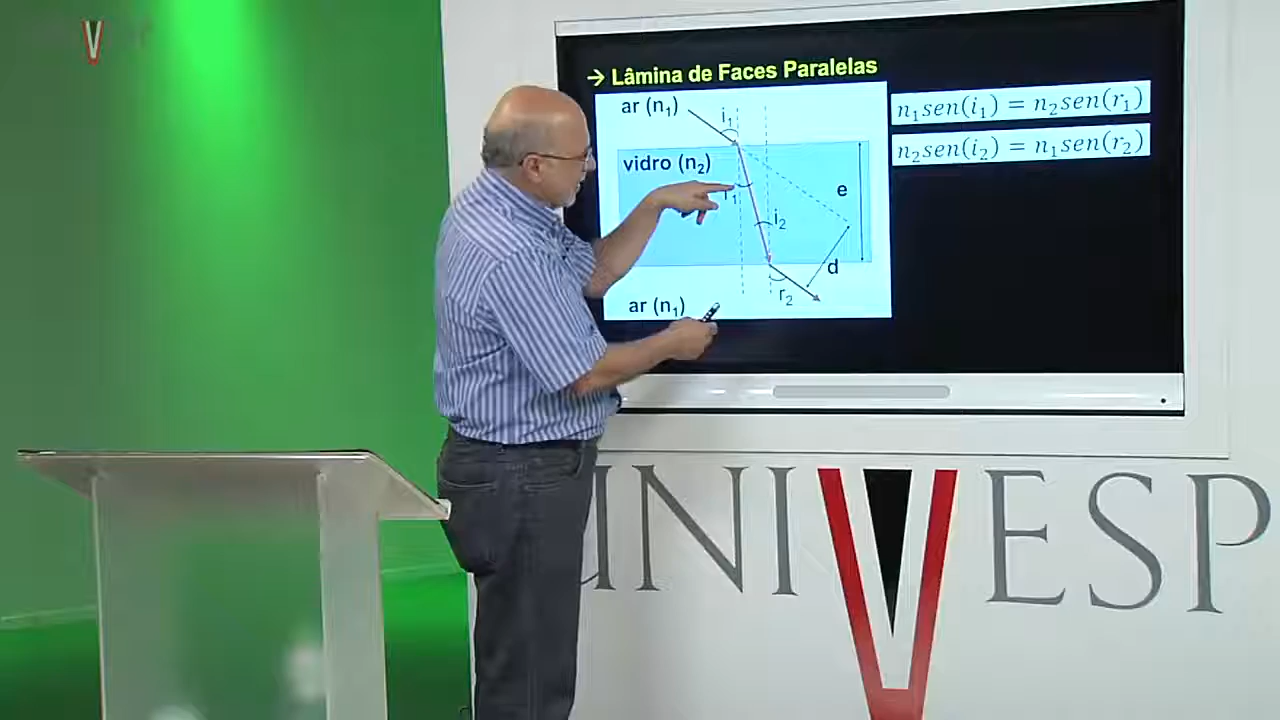 → Lâmina de Faces Paralelas
ar (n₁)
i₁
n₁sen(i₁) = n₂sen(r₁)
n₂sen(i₂) = n₁sen(r₂)
vidro (n₂)
e
r₁
i₂
d
r₂
ar (n₁)
UNIVESP